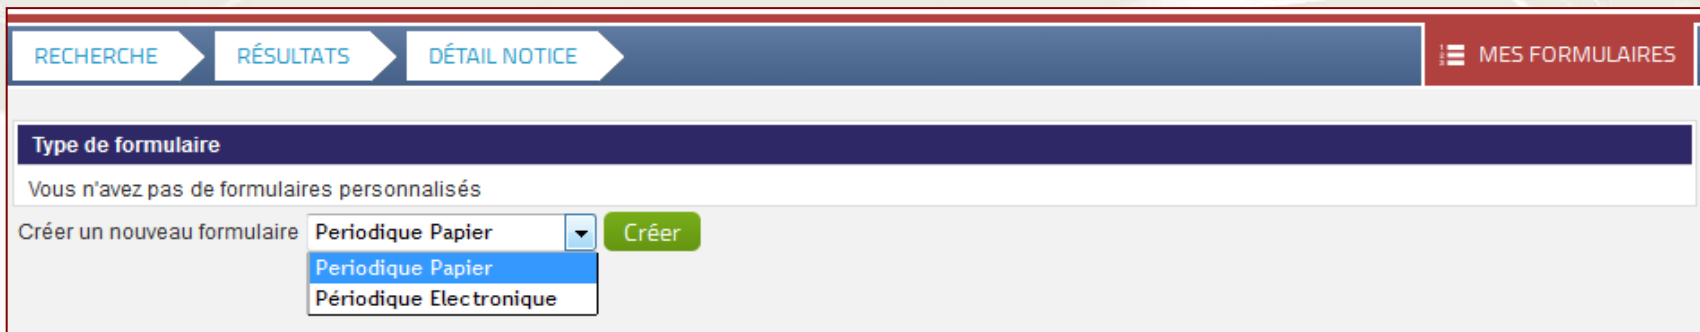 RECHERCHE RÉSULTATS DÉTAIL NOTICE MES FORMULAIRES
Type de formulaire
Vous n'avez pas de formulaires personnalisés
Créer un nouveau formulaire Periodique Papier Créer
Periodique Papier
Périodique Electronique